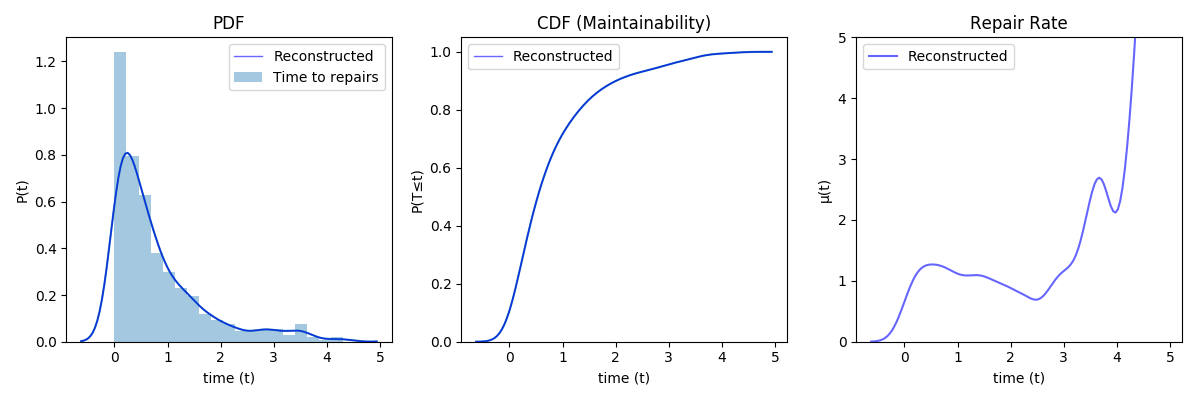 PDF
Reconstructed
Time to repairs
P(t)
1.2
1.0
0.8
0.6
0.4
0.2
0.0
0 1 2 3 4 5
time (t)
CDF (Maintainability)
Reconstructed
P(T≤t)
1.0
0.8
0.6
0.4
0.2
0.0
0 1 2 3 4 5
time (t)
Repair Rate
Reconstructed
μ(t)
5
4
3
2
1
0
0 1 2 3 4 5
time (t)